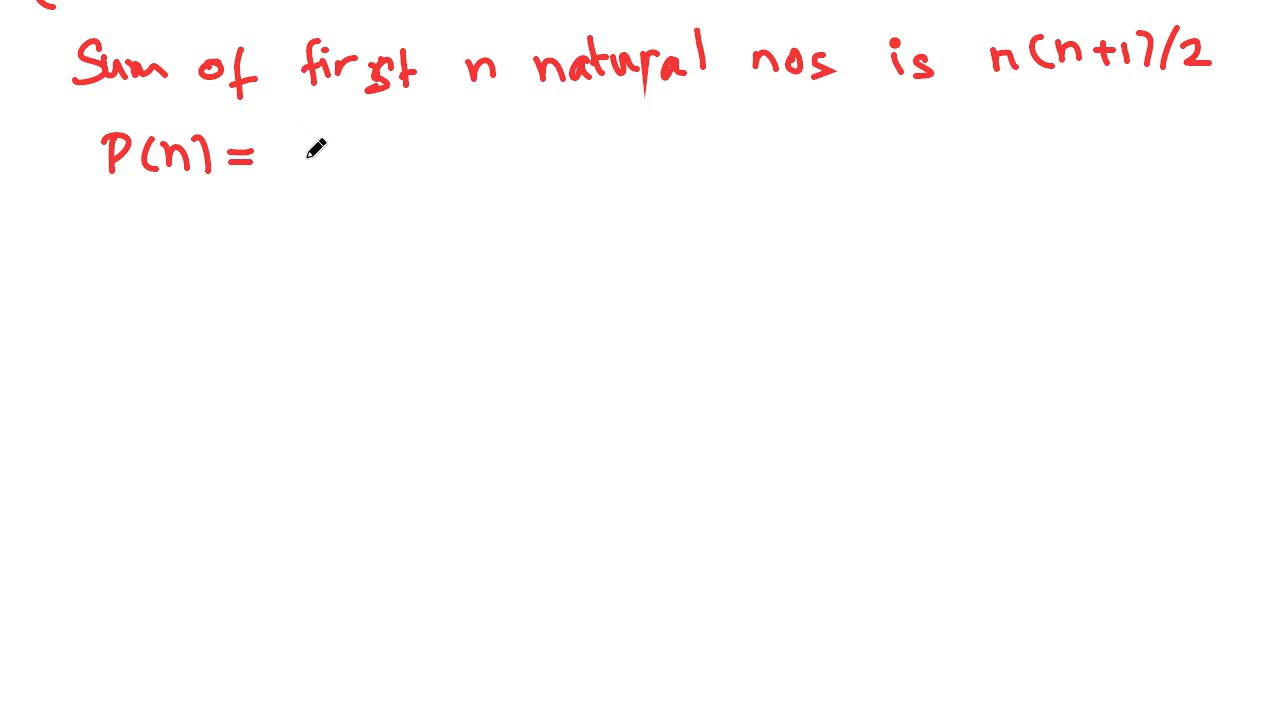 Sum of first n natural nos is n(n+1)/2
P(n) =